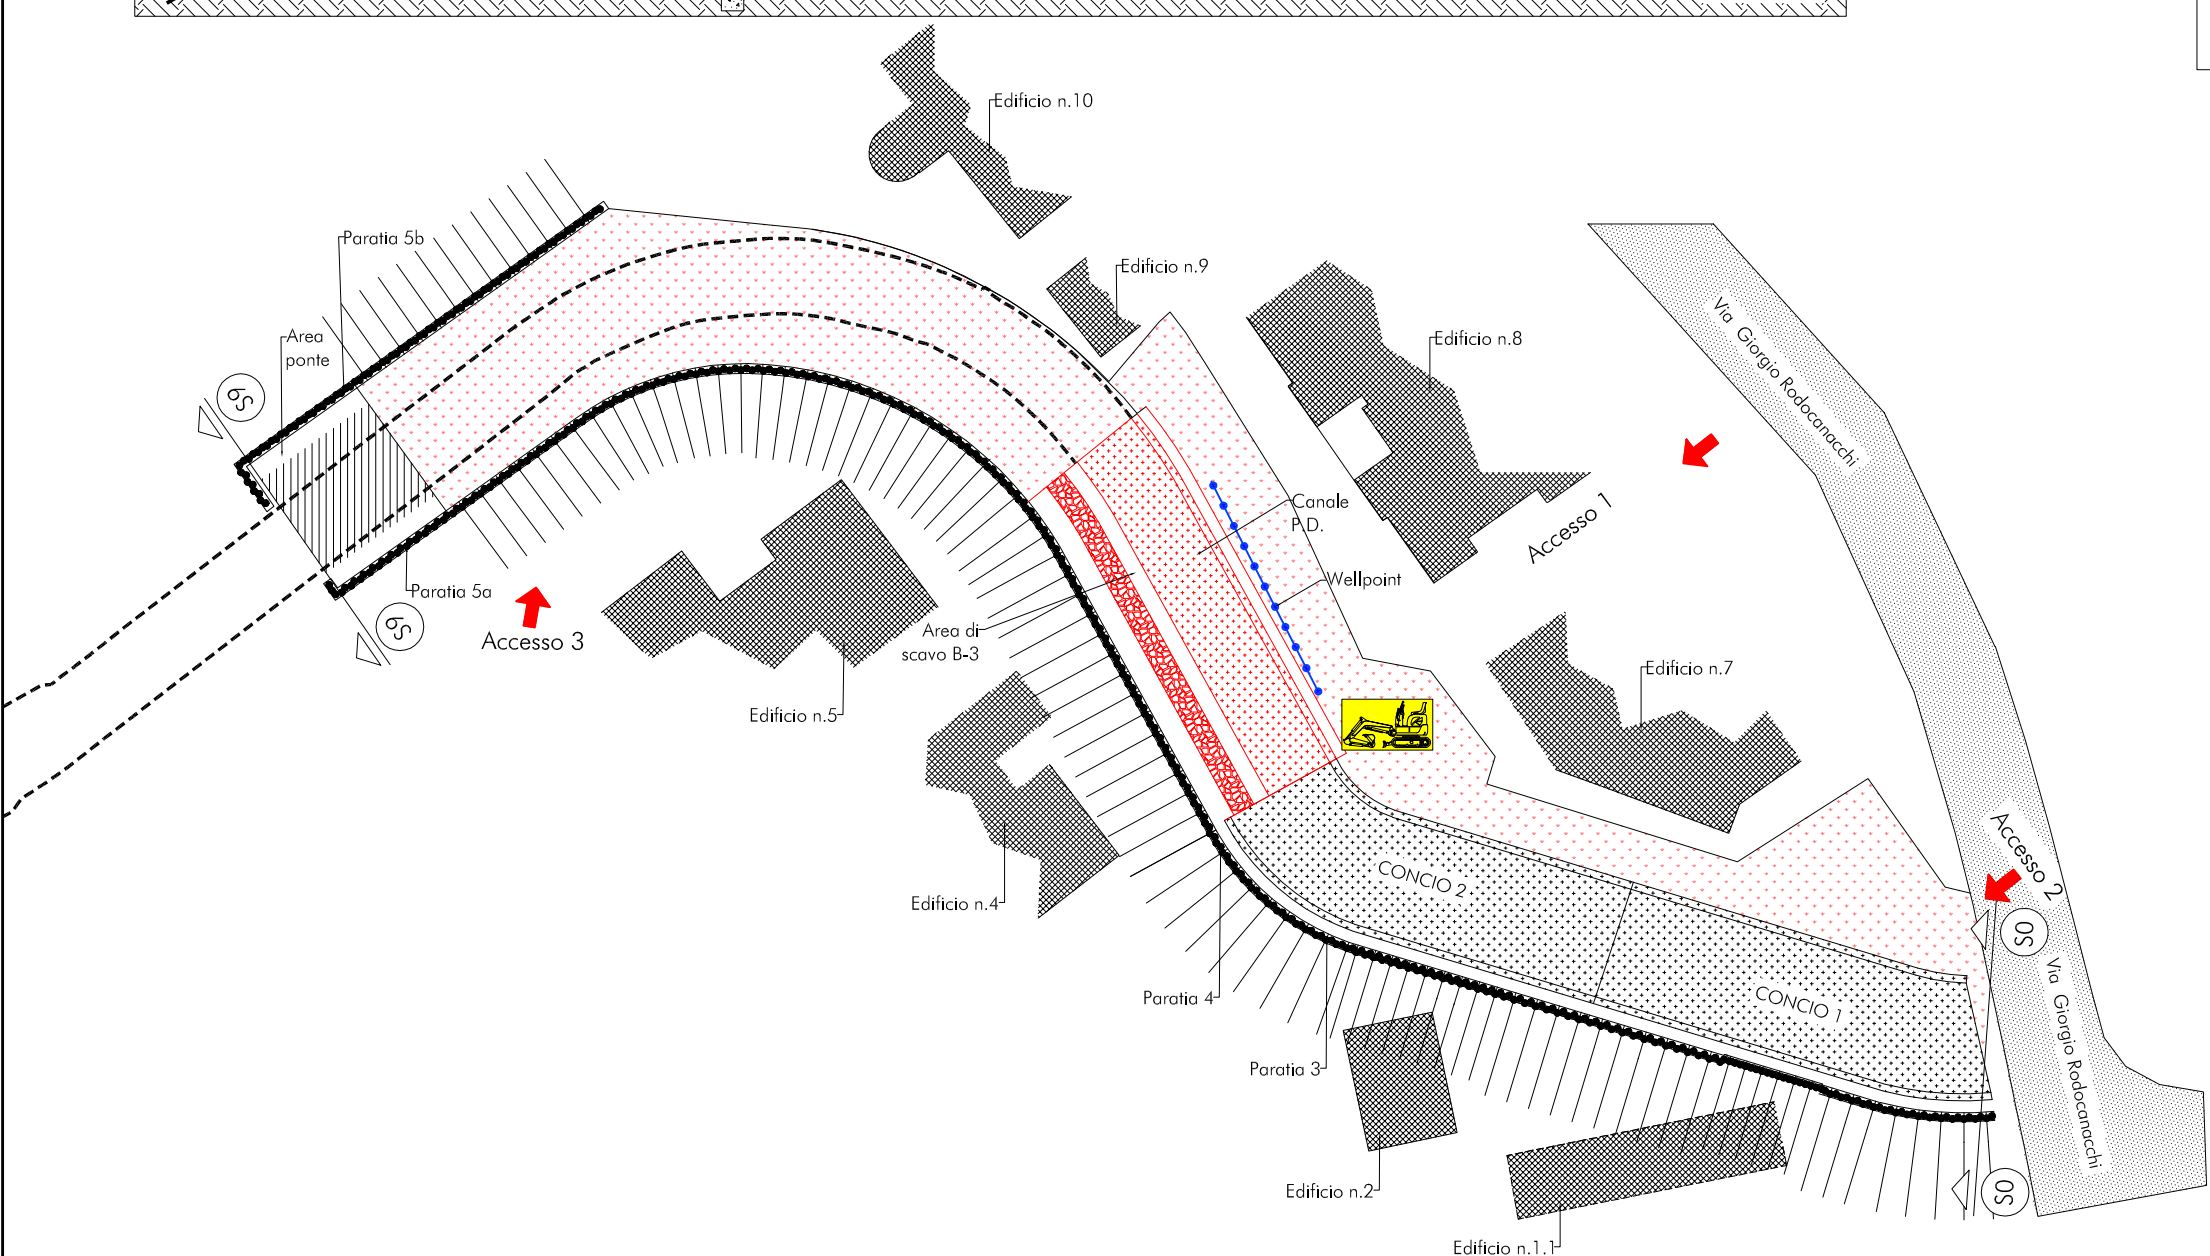 Edificio n.10
Paratia 5b
Edificio n.9
Area
ponte
Edificio n.8
Via Giorgio Rodocanacchi
S9
Canale
P.D.
Accesso 1
Wellpoint
Paratia 5a
S9
Accesso 3
Area di
scavo B-3
Edificio n.7
Edificio n.5
Accesso 2
CONCIO 2
Edificio n.4
S0
Paratia 4
CONCIO 1
Via Giorgio Rodocanacchi
Paratia 3
Edificio n.2
S0
Edificio n.1.1